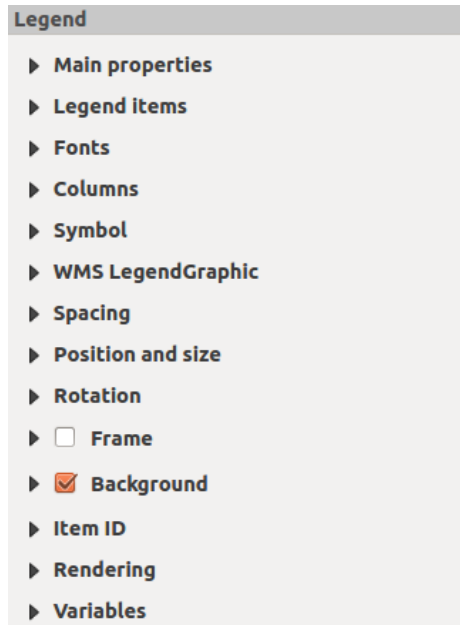 Legend
Main properties
Legend items
Fonts
Columns
Symbol
WMS LegendGraphic
Spacing
Position and size
Rotation
Frame
Background
Item ID
Rendering
Variables